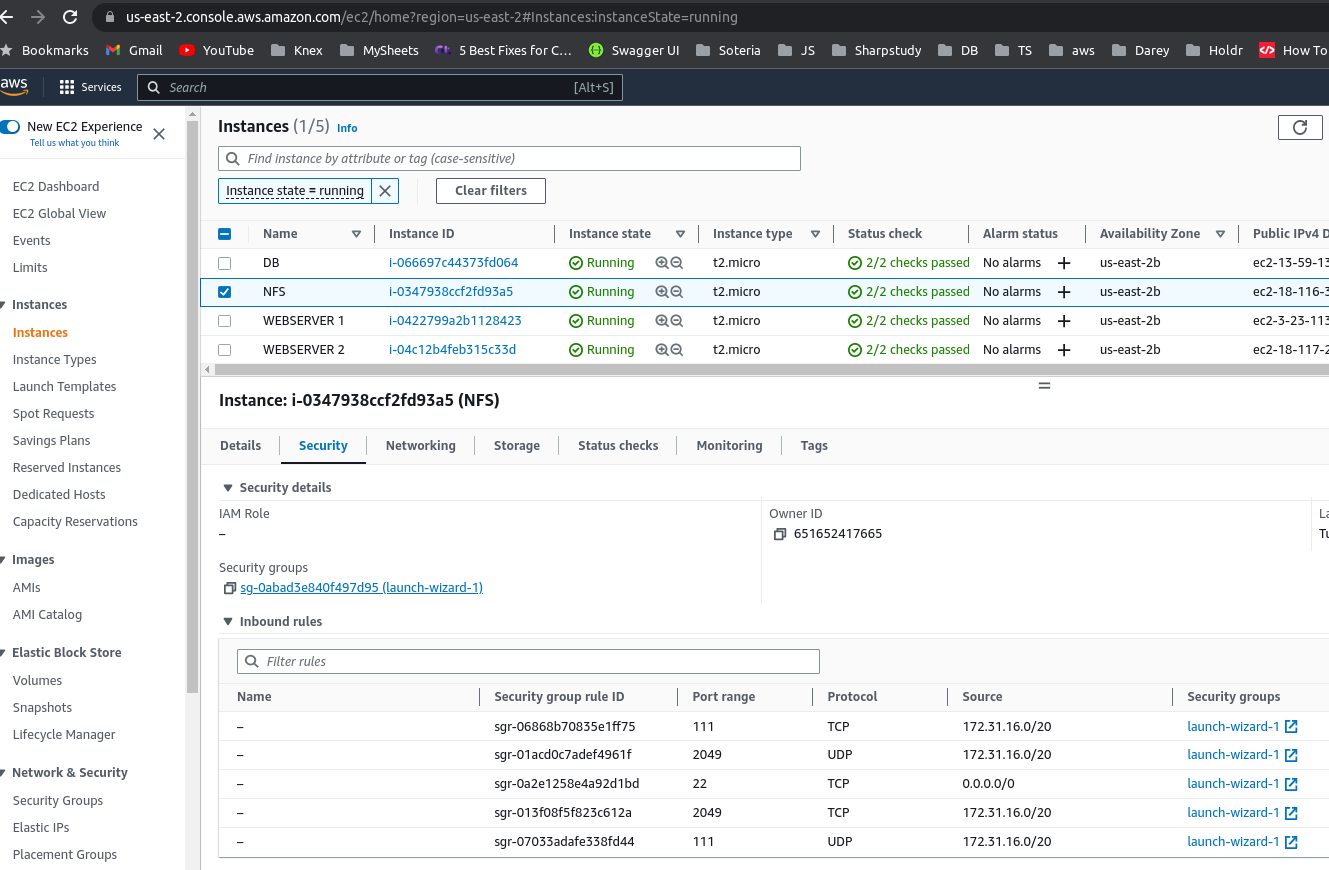 us-east-2.console.aws.amazon.com/ec2/home?region=us-east-2#Instances:instanceState=running
Bookmarks Gmail YouTube Knex MySheets 5 Best Fixes for C... Swagger UI Soteria JS Sharpstudy DB TS aws Darey Holdr How To
aws Services Search [Alt+S]
New EC2 Experience
Tell us what you think
EC2 Dashboard
EC2 Global View
Events
Limits
Instances
Instances
Instance Types
Launch Templates
Spot Requests
Savings Plans
Reserved Instances
Dedicated Hosts
Capacity Reservations
Images
AMIs
AMI Catalog
Elastic Block Store
Volumes
Snapshots
Lifecycle Manager
Network & Security
Security Groups
Elastic IPs
Placement Groups
Instances (1/5) Info
Find instance by attribute or tag (case-sensitive)
Instance state = running Clear filters
Name Instance ID Instance state Instance type Status check Alarm status Availability Zone Public IPv4 D
DB i-066697c44373fd064 Running t2.micro 2/2 checks passed No alarms us-east-2b ec2-13-59-13
NFS i-0347938ccf2fd93a5 Running t2.micro 2/2 checks passed No alarms us-east-2b ec2-18-116-3
WEBSERVER 1 i-0422799a2b1128423 Running t2.micro 2/2 checks passed No alarms us-east-2b ec2-3-23-113
WEBSERVER 2 i-04c12b4feb315c33d Running t2.micro 2/2 checks passed No alarms us-east-2b ec2-18-117-2
Instance: i-0347938ccf2fd93a5 (NFS)
Details Security Networking Storage Status checks Monitoring Tags
Security details
IAM Role Owner ID La
– 651652417665 Tu
Security groups
sg-0abad3e840f497d95 (launch-wizard-1)
Inbound rules
Filter rules
Name Security group rule ID Port range Protocol Source Security groups
– sgr-06868b70835e1ff75 111 TCP 172.31.16.0/20 launch-wizard-1
– sgr-01acd0c7adef4961f 2049 UDP 172.31.16.0/20 launch-wizard-1
– sgr-0a2e1258e4a92d1bd 22 TCP 0.0.0.0/0 launch-wizard-1
– sgr-013f08f5f823c612a 2049 TCP 172.31.16.0/20 launch-wizard-1
– sgr-07033adafe338fd44 111 UDP 172.31.16.0/20 launch-wizard-1